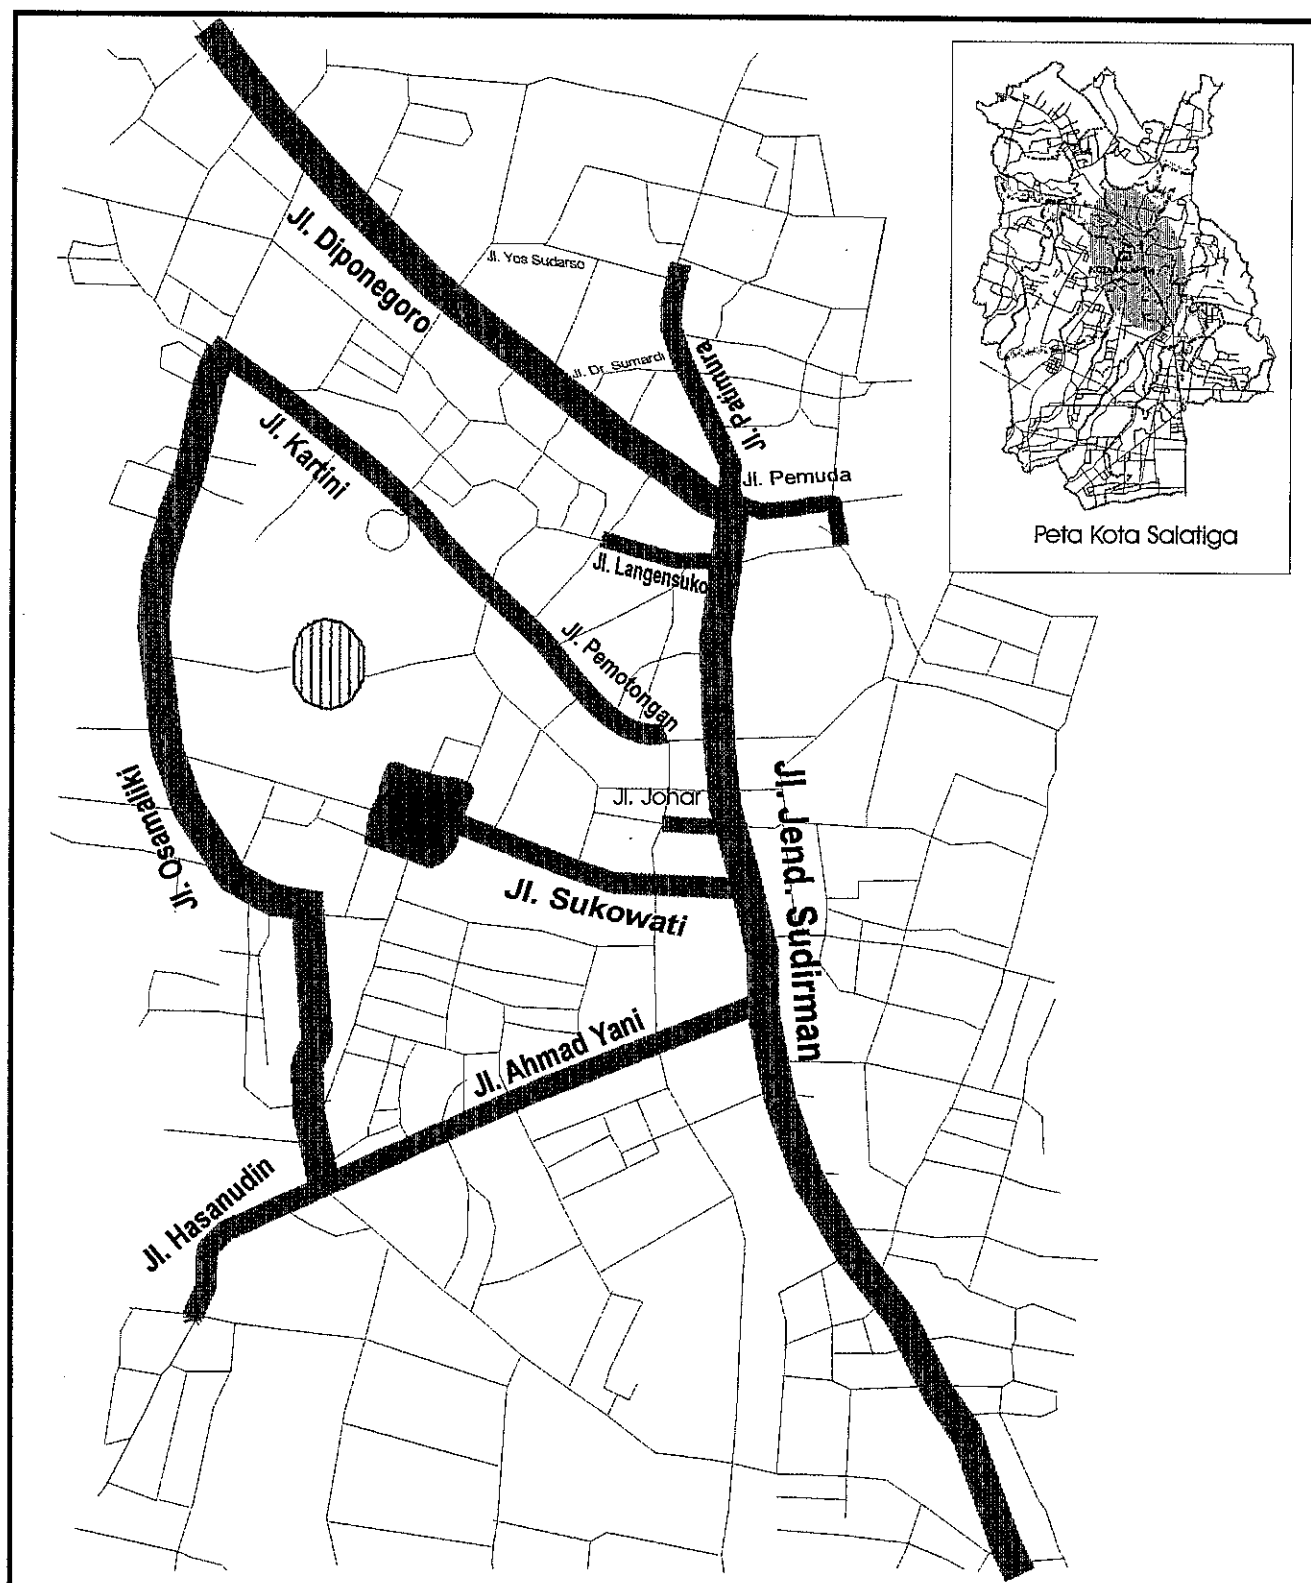 Jl. Diponegoro
Jl. Yos Sudarso
Jl. Dr. Sumardi
Jl. Patimura
Jl. Pemuda
Peta Kota Salatiga
Jl. Kartini
Jl. Langensuko
Jl. Pemotongan
Jl. Johar
Jl. Osamaliki
Jl. Sukowati
Jl. Jend. Sudirman
Jl. Ahmad Yani
Jl. Hasanudin